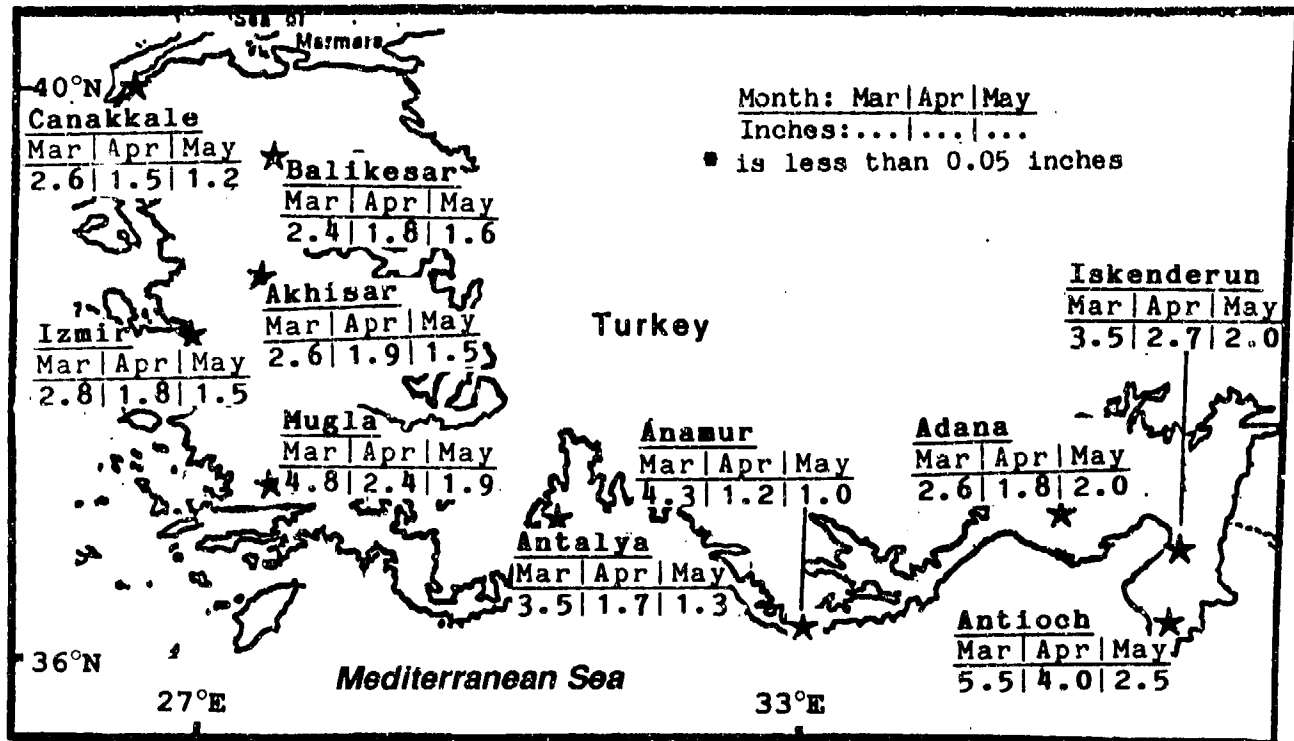 Sea of
Marmara
40°N
Month: Mar|Apr|May
Inches:...|...|...
* is less than 0.05 inches
Canakkale
Mar|Apr|May
2.6|1.5|1.2
Balikesar
Mar|Apr|May
2.4|1.8|1.6
Akhisar
Mar|Apr|May
2.6|1.9|1.5
Izmir
Mar|Apr|May
2.8|1.8|1.5
Turkey
Iskenderun
Mar|Apr|May
3.5|2.7|2.0
Mugla
Mar|Apr|May
4.8|2.4|1.9
Anamur
Mar|Apr|May
4.3|1.2|1.0
Adana
Mar|Apr|May
2.6|1.8|2.0
Antalya
Mar|Apr|May
3.5|1.7|1.3
Antioch
Mar|Apr|May
5.5|4.0|2.5
36°N
Mediterranean Sea
27°E
33°E